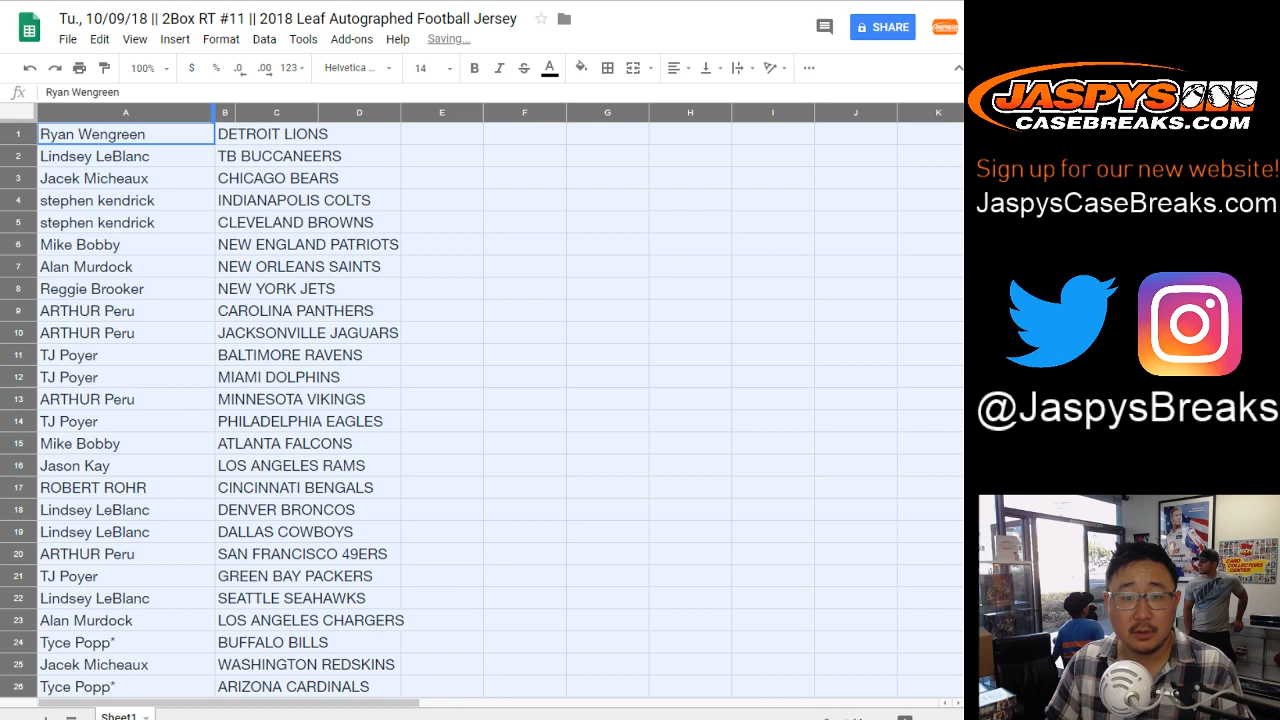 Tu., 10/09/18 || 2Box RT #11 || 2018 Leaf Autographed Football Jersey
File Edit View Insert Format Data Tools Add-ons Help Saving...
SHARE
100% $ % .0 .00 123 Helvetica ... 14 B I S A
fx Ryan Wengreen
A B C D E F G H I J K
1 Ryan Wengreen DETROIT LIONS
2 Lindsey LeBlanc TB BUCCANEERS
3 Jacek Micheaux CHICAGO BEARS
4 stephen kendrick INDIANAPOLIS COLTS
5 stephen kendrick CLEVELAND BROWNS
6 Mike Bobby NEW ENGLAND PATRIOTS
7 Alan Murdock NEW ORLEANS SAINTS
8 Reggie Brooker NEW YORK JETS
9 ARTHUR Peru CAROLINA PANTHERS
10 ARTHUR Peru JACKSONVILLE JAGUARS
11 TJ Poyer BALTIMORE RAVENS
12 TJ Poyer MIAMI DOLPHINS
13 ARTHUR Peru MINNESOTA VIKINGS
14 TJ Poyer PHILADELPHIA EAGLES
15 Mike Bobby ATLANTA FALCONS
16 Jason Kay LOS ANGELES RAMS
17 ROBERT ROHR CINCINNATI BENGALS
18 Lindsey LeBlanc DENVER BRONCOS
19 Lindsey LeBlanc DALLAS COWBOYS
20 ARTHUR Peru SAN FRANCISCO 49ERS
21 TJ Poyer GREEN BAY PACKERS
22 Lindsey LeBlanc SEATTLE SEAHAWKS
23 Alan Murdock LOS ANGELES CHARGERS
24 Tyce Popp* BUFFALO BILLS
25 Jacek Micheaux WASHINGTON REDSKINS
26 Tyce Popp* ARIZONA CARDINALS
Sheet1
JASPYS
CASEBREAKS.COM
Sign up for our new website!
JaspysCaseBreaks.com
@JaspysBreaks
CARD
COLLECTORS
CENTER